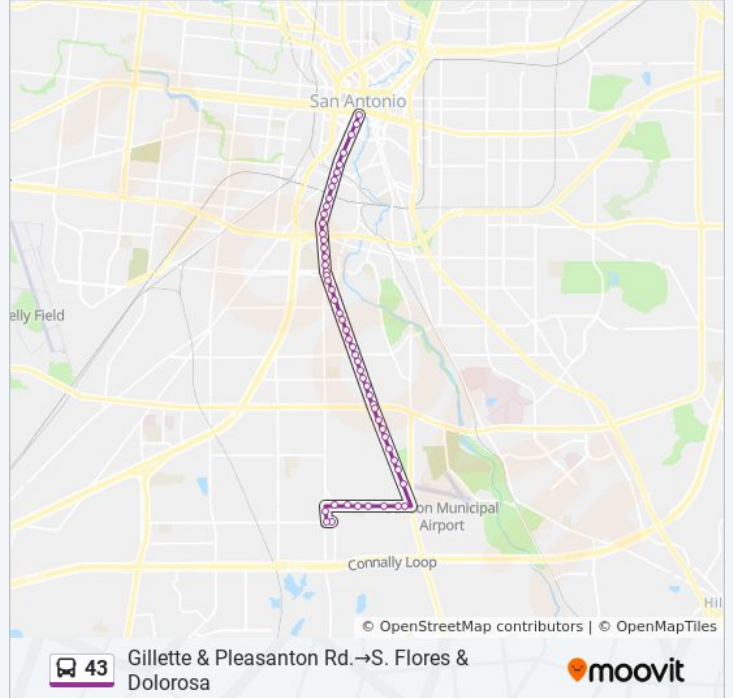 San Antonio
elly Field
on Municipal
Airport
Connally Loop
Hil
© OpenStreetMap contributors | © OpenMapTiles
43
Gillette & Pleasanton Rd.→S. Flores &
Dolorosa
moovit